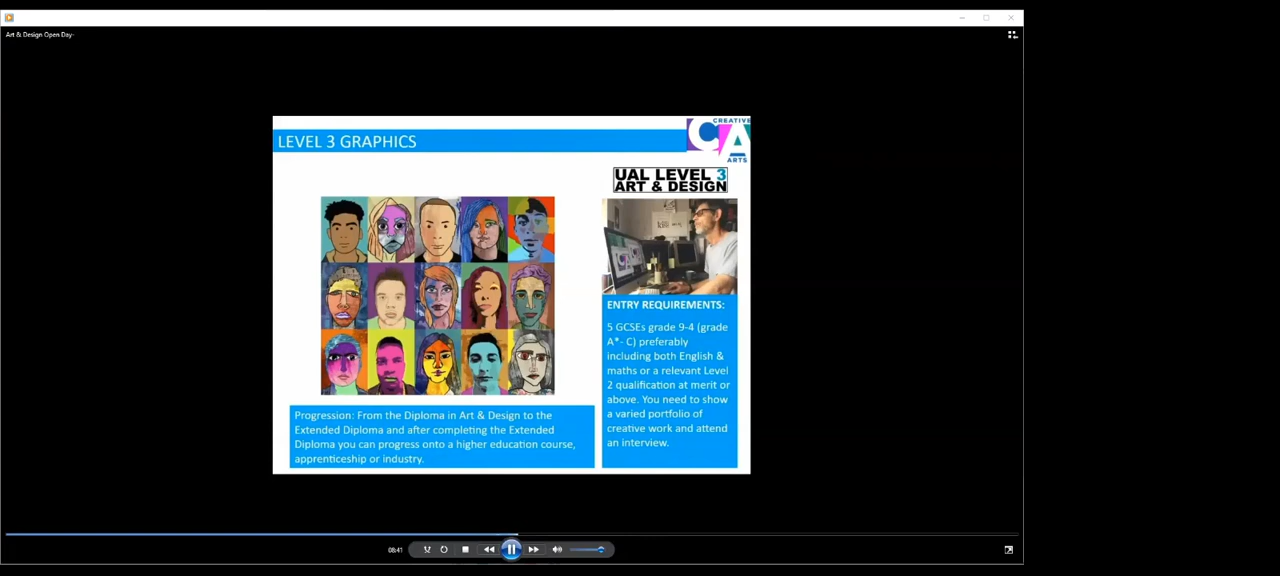 Art & Design Open Day-
LEVEL 3 GRAPHICS
CREATIVE
CA
ARTS
UAL LEVEL 3
ART & DESIGN
ENTRY REQUIREMENTS:
5 GCSEs grade 9-4 (grade
A*- C) preferably
including both English &
maths or a relevant Level
2 qualification at merit or
above. You need to show
a varied portfolio of
creative work and attend
an interview.
Progression: From the Diploma in Art & Design to the
Extended Diploma and after completing the Extended
Diploma you can progress onto a higher education course,
apprenticeship or industry.
08:41